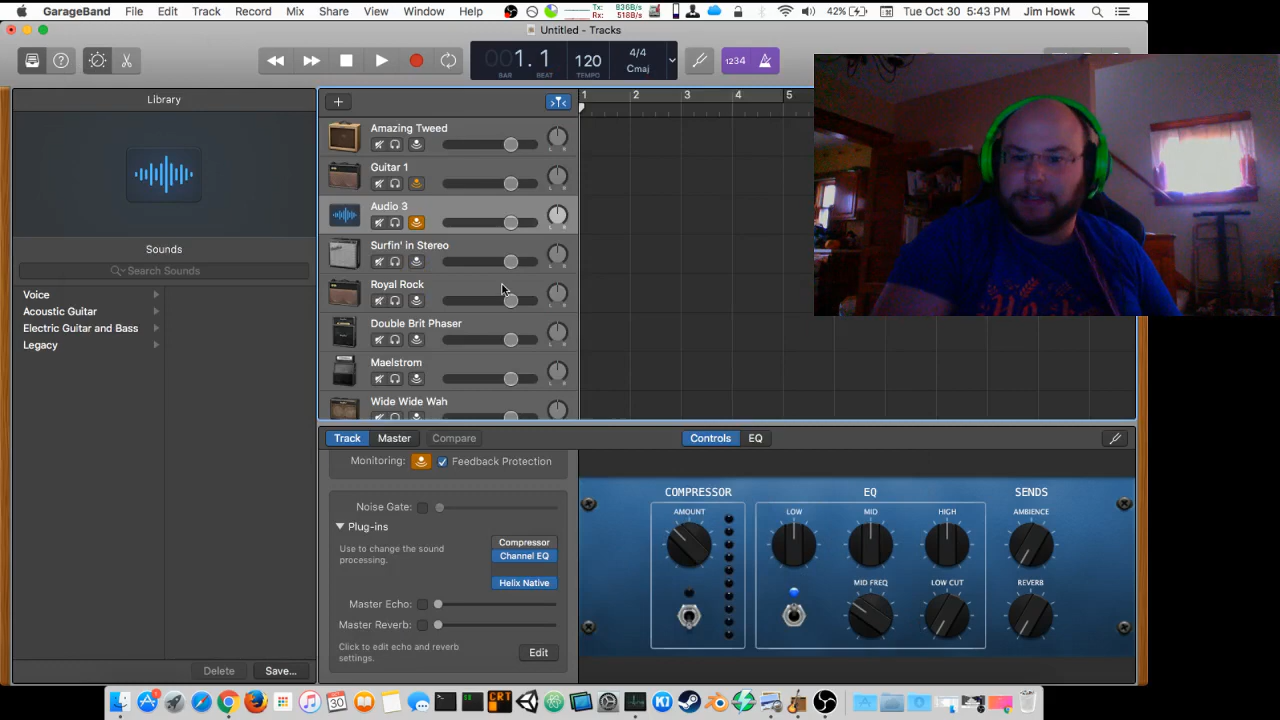 GarageBand File Edit Track Record Mix Share View Window Help Tx: 836B/s Rx: 518B/s 42% Tue Oct 30 5:43 PM Jim Howk
Untitled - Tracks
1. 1 120 4/4 Cmaj 1234
BAR BEAT TEMPO
Library
1 2 3 4 5
Amazing Tweed
L R
Guitar 1
L R
Audio 3
L R
Sounds
Surfin' in Stereo
L R
Search Sounds
Voice
Acoustic Guitar
Electric Guitar and Bass
Legacy
Royal Rock
L R
Double Brit Phaser
L R
Maelstrom
L R
Wide Wide Wah
Track Master Compare Controls EQ
Monitoring: Feedback Protection
Noise Gate:
Plug-ins
Use to change the sound
processing.
Compressor
Channel EQ
Helix Native
Master Echo:
Master Reverb:
Click to edit echo and reverb
settings.
Edit
COMPRESSOR EQ SENDS
AMOUNT LOW MID HIGH AMBIENCE
MID FREQ LOW CUT REVERB
Delete Save...
30
CRT